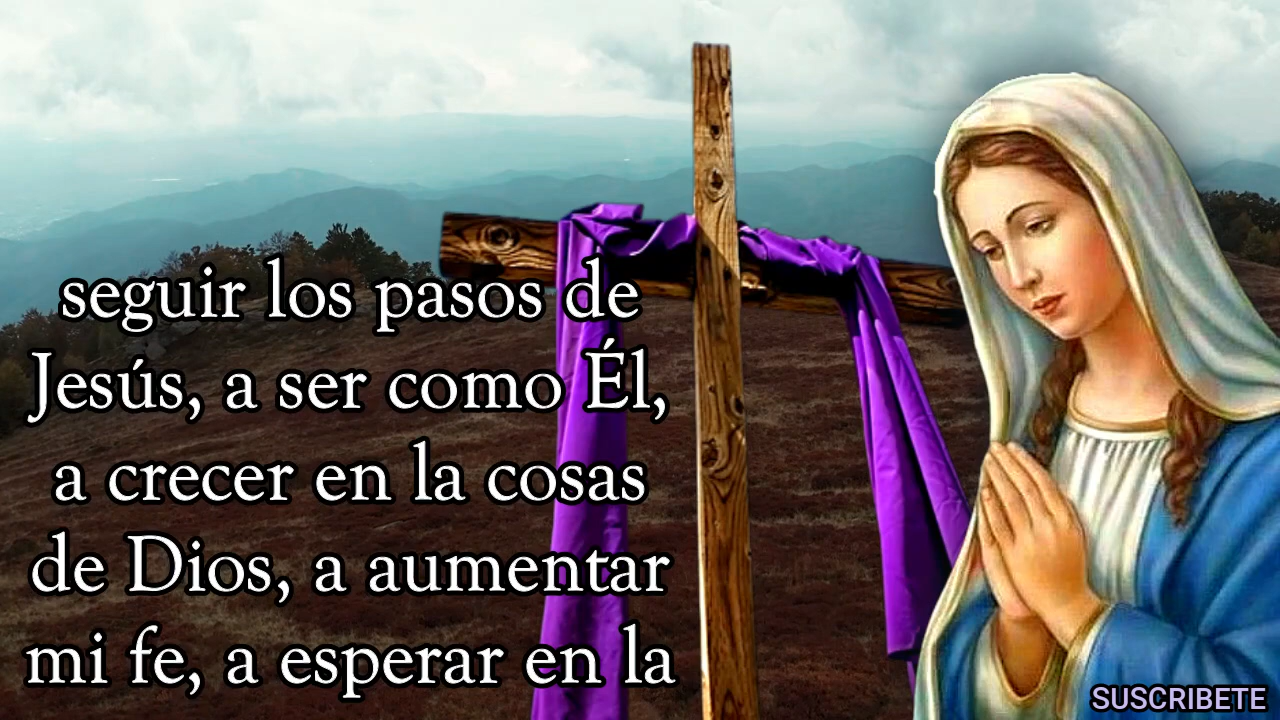 seguir los pasos de
Jesús, a ser como Él,
a crecer en la cosas
de Dios, a aumentar
mi fe, a esperar en la
SUSCRIBETE